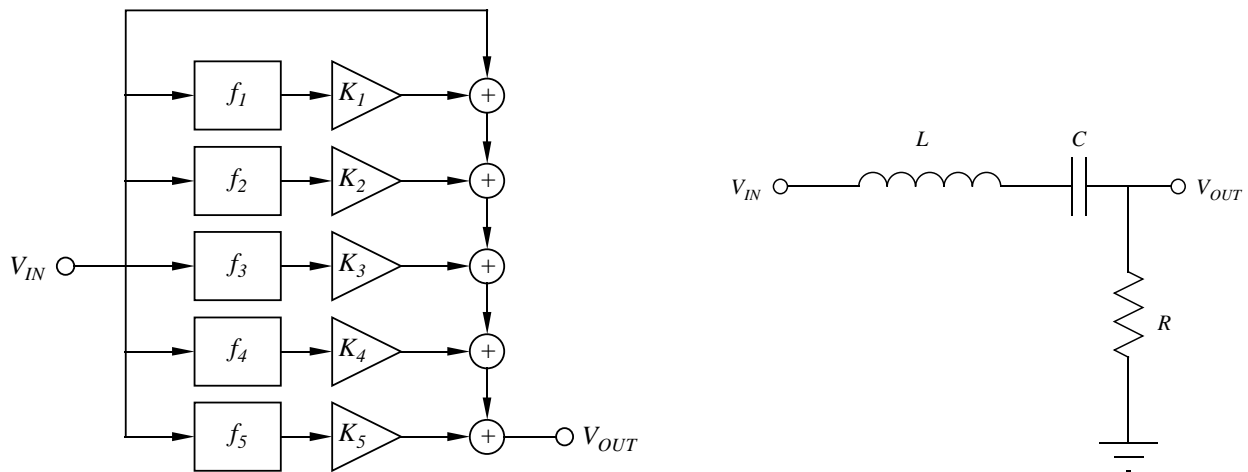 f1
K1
+
f2
K2
+
VIN
f3
K3
+
f4
K4
+
f5
K5
+
VOUT
L
C
VIN
VOUT
R